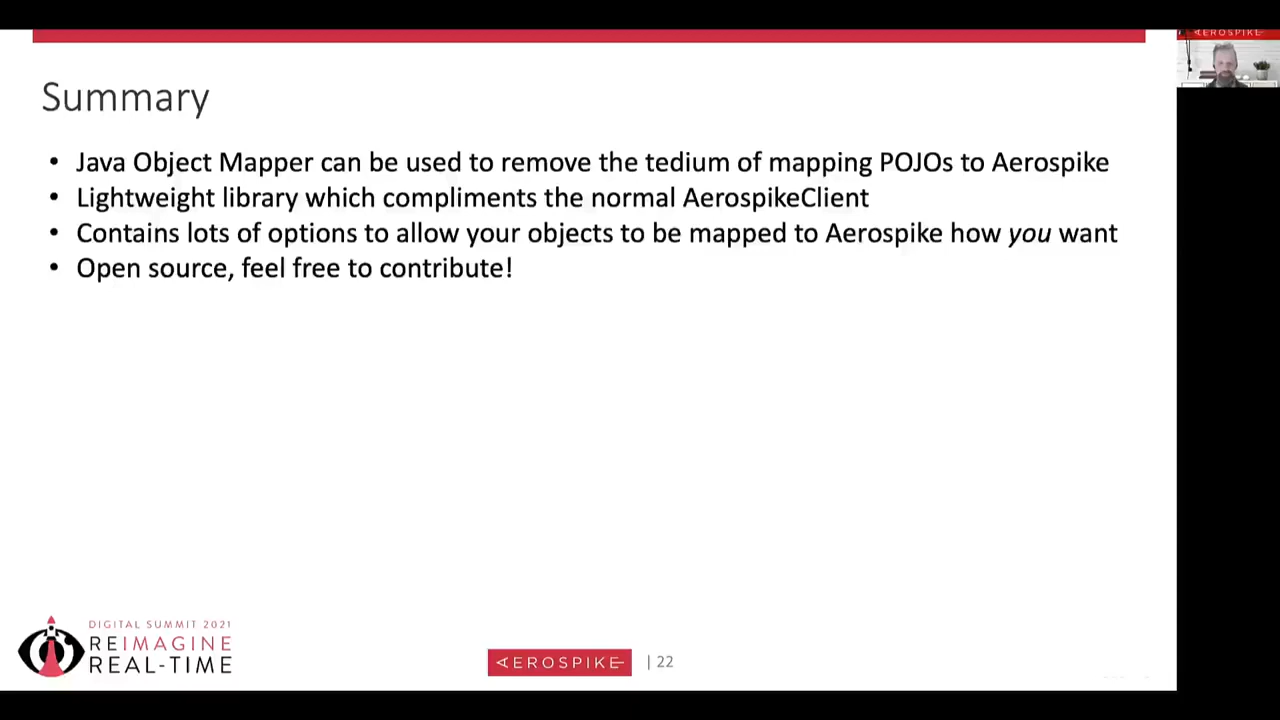 AEROSPIKE
Summary
• Java Object Mapper can be used to remove the tedium of mapping POJOs to Aerospike
• Lightweight library which compliments the normal AerospikeClient
• Contains lots of options to allow your objects to be mapped to Aerospike how you want
• Open source, feel free to contribute!
DIGITAL SUMMIT 2021
REIMAGINE
REAL-TIME
AEROSPIKE
| 22